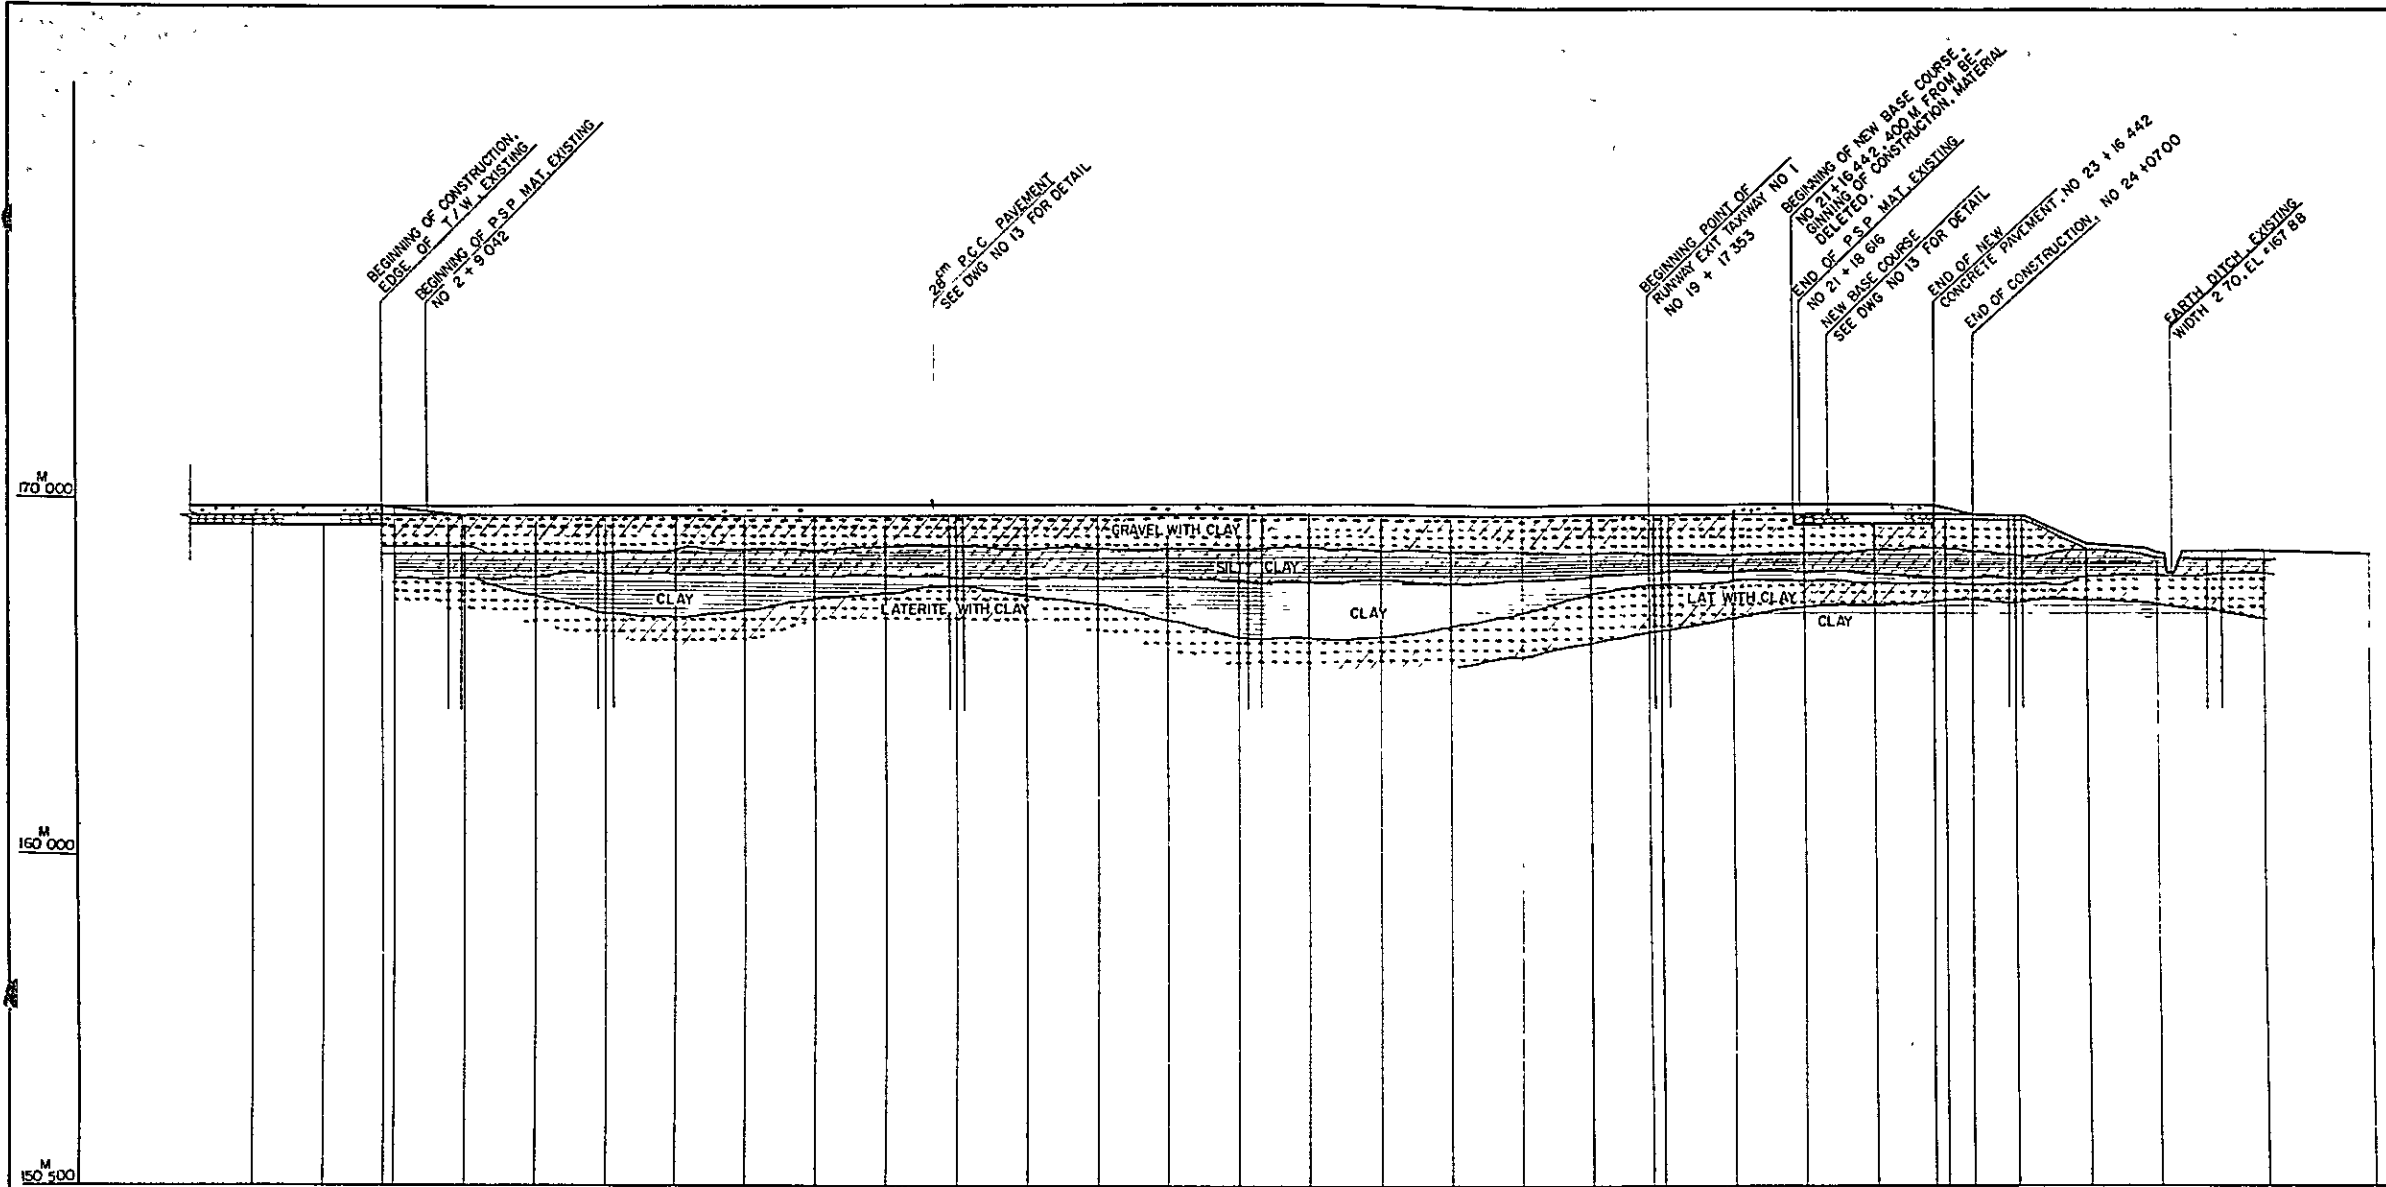 BEGINNING OF CONSTRUCTION,
EDGE OF T/W, EXISTING
BEGINNING OF P.S.P MAT, EXISTING
NO 2 + 9 042
28cm P.C.C PAVEMENT
SEE DWG NO 13 FOR DETAIL
BEGINNING POINT OF
RUNWAY EXIT TAXIWAY NO 1
NO 19 + 17 353
BEGINNING OF NEW BASE COURSE,
NO 21 + 16 442, 400 M FROM BE_
GINNING OF CONSTRUCTION, MATERIAL
DELETED.
END OF P S P MAT, EXISTING
NO 21 + 18 616
NEW BASE COURSE
SEE DWG NO 13 FOR DETAIL
END OF NEW
CONCRETE PAVEMENT, NO 23 + 16 442
END OF CONSTRUCTION, NO 24 +0700
EARTH DITCH, EXISTING
WIDTH 2 70, EL =167 88
M
170 000
GRAVEL WITH CLAY
SILTY CLAY
CLAY
LATERITE WITH CLAY
CLAY
LAT WITH CLAY
CLAY
M
160 000
M
150 500